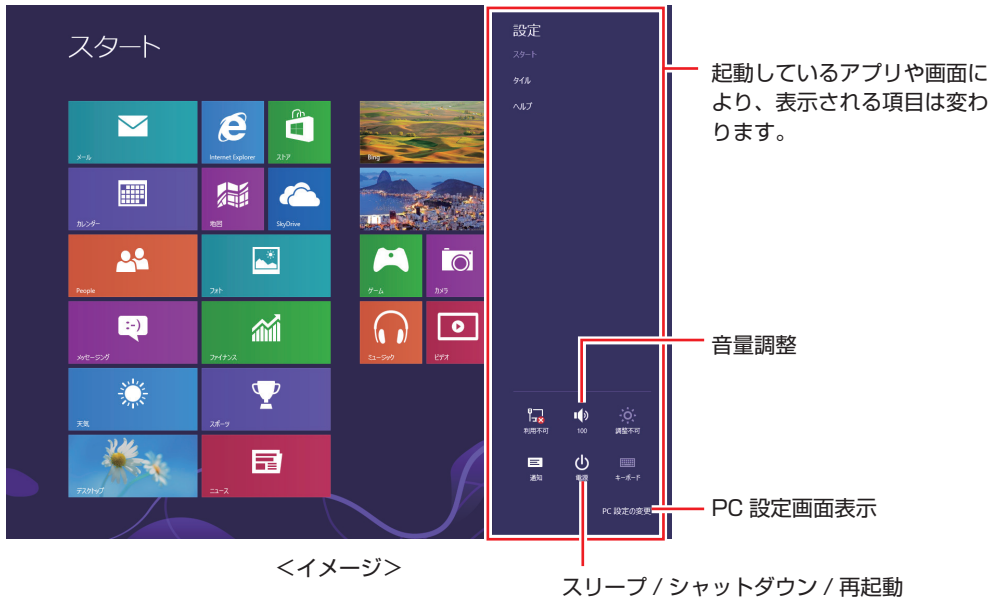 スタート
メール
Internet Explorer
ストア
Bing
カレンダー
地図
SkyDrive
People
フォト
ゲーム
カメラ
メッセージング
ファイナンス
ミュージック
ビデオ
天気
スポーツ
デスクトップ
ニュース
設定
スタート
タイル
ヘルプ
利用不可
100
調整不可
通知
電源
キーボード
PC 設定の変更
起動しているアプリや画面に
より、表示される項目は変わ
ります。
音量調整
PC 設定画面表示
スリープ / シャットダウン / 再起動
<イメージ>